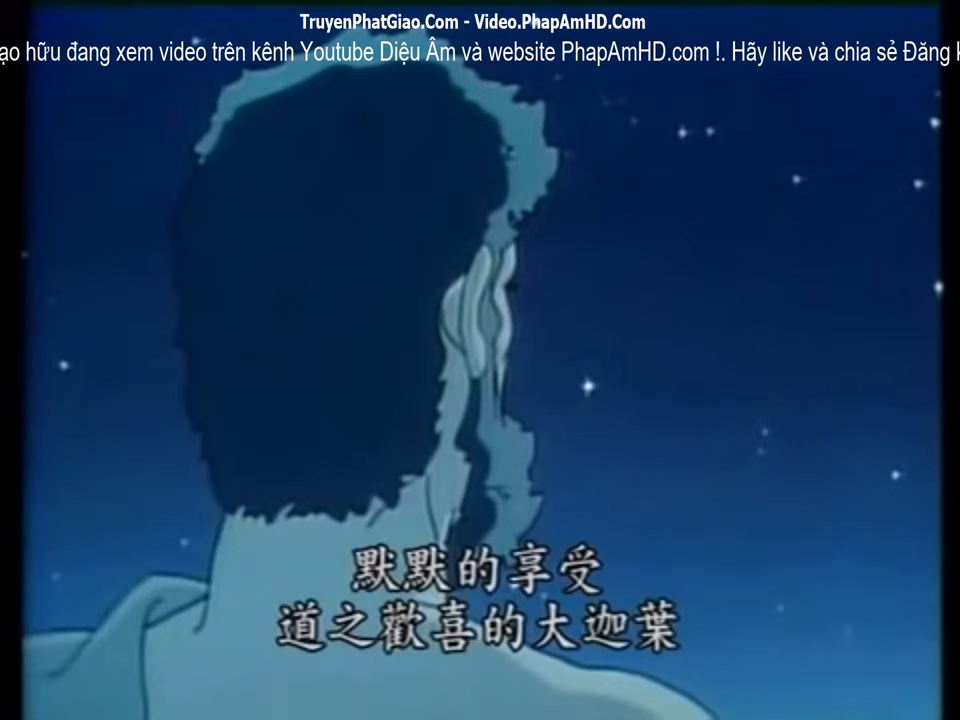 TruyenPhatGiao.Com - Video.PhapAmHD.Com
ạo hữu đang xem video trên kênh Youtube Diệu Âm và website PhapAmHD.com !. Hãy like và chia sẻ Đăng k
默默的享受
道之歡喜的大迦葉